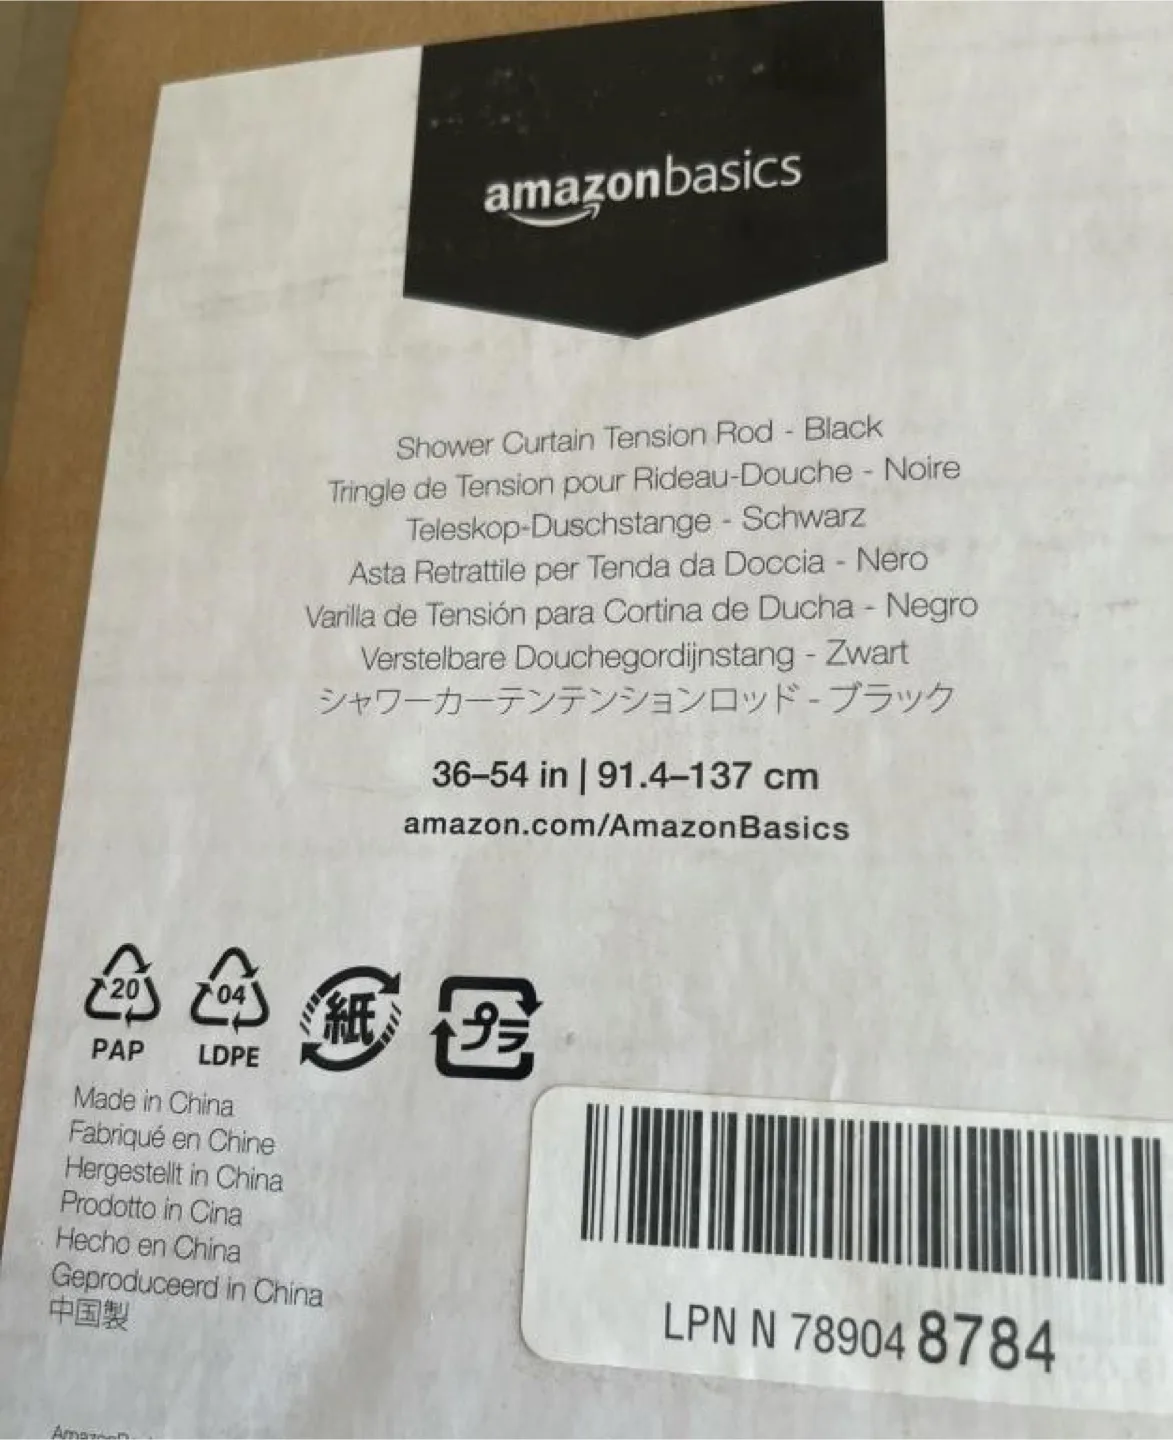 amazonbasics
Shower Curtain Tension Rod - Black
Tringle de Tension pour Rideau-Douche - Noire
Teleskop-Duschstange - Schwarz
Asta Retrattile per Tenda da Doccia - Nero
Varilla de Tensión para Cortina de Ducha - Negro
Verstelbare Douchegordijnstang - Zwart
シャワーカーテンテンションロッド - ブラック
36–54 in | 91.4–137 cm
amazon.com/AmazonBasics
20 04 紙 プラ
PAP LDPE
Made in China
Fabriqué en Chine
Hergestellt in China
Prodotto in Cina
Hecho en China
Geproduceerd in China
中国製
LPN N 78904 8784